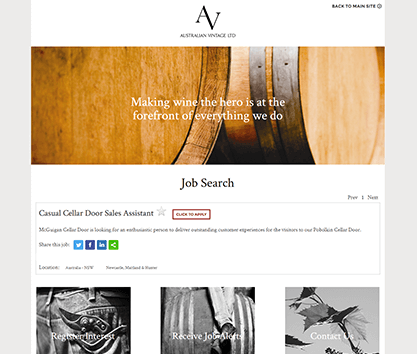 BACK TO MAIN SITE
AV
AUSTRALIAN VINTAGE LTD
Making wine the hero is at the
forefront of everything we do
Job Search
Prev 1 Next
Casual Cellar Door Sales Assistant CLICK TO APPLY
McGuigan Cellar Door is looking for an enthusiastic person to deliver outstanding customer experiences for the visitors to our Pokolbin Cellar Door.
Share this job:
Location: Australia - NSW Newcastle, Maitland & Hunter
Register Interest Receive Job Alerts Contact Us